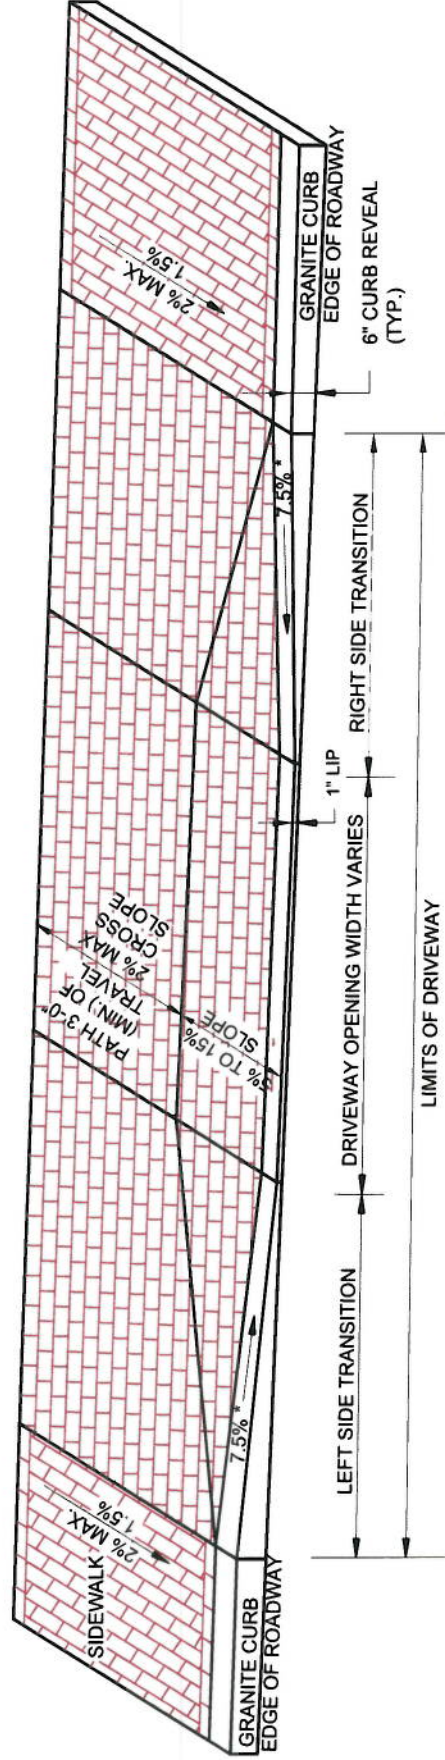 SIDEWALK
2% MAX.
1.5%
PATH 3-0"
(MIN.) OF
TRAVEL
2% MAX
CROSS
SLOPE
5% TO 15%
SLOPE
2% MAX.
1.5%
7.5% *
7.5% *
GRANITE CURB
EDGE OF ROADWAY
1" LIP
GRANITE CURB
EDGE OF ROADWAY
6" CURB REVEAL
(TYP.)
LEFT SIDE TRANSITION
DRIVEWAY OPENING WIDTH VARIES
RIGHT SIDE TRANSITION
LIMITS OF DRIVEWAY